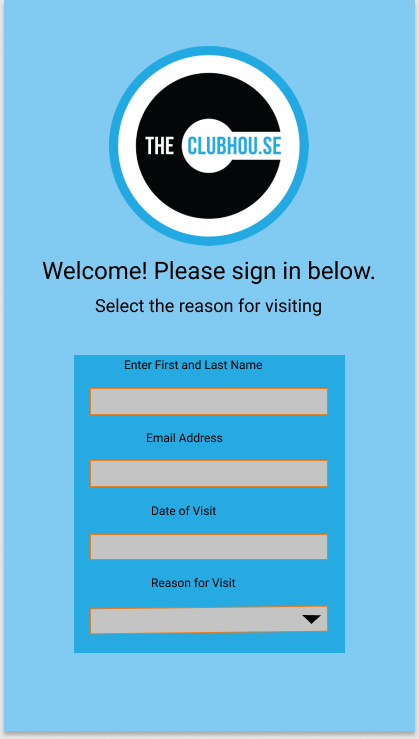 THE CLUBHOU.SE
Welcome! Please sign in below.
Select the reason for visiting
Enter First and Last Name
Email Address
Date of Visit
Reason for Visit